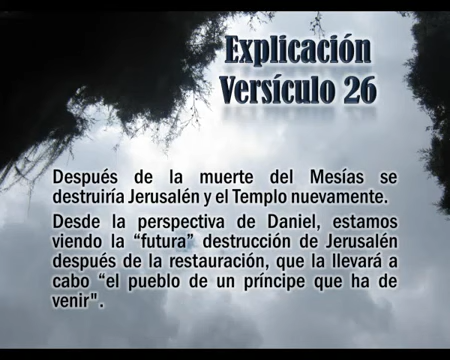 Explicación
Versículo 26
Después de la muerte del Mesías se
destruiría Jerusalén y el Templo nuevamente.
Desde la perspectiva de Daniel, estamos
viendo la “futura” destrucción de Jerusalén
después de la restauración, que la llevará a
cabo “el pueblo de un príncipe que ha de
venir".